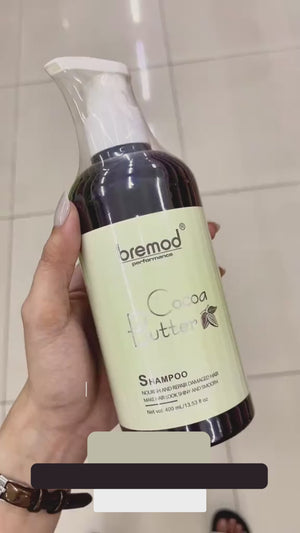 bremod®
performance
Cocoa
Butter
SHAMPOO
NOURISH AND REPAIR DAMAGED HAIR
MAKE HAIR LOOK SHINY AND SMOOTH
Net vol. 400 mL/13.53 fl oz